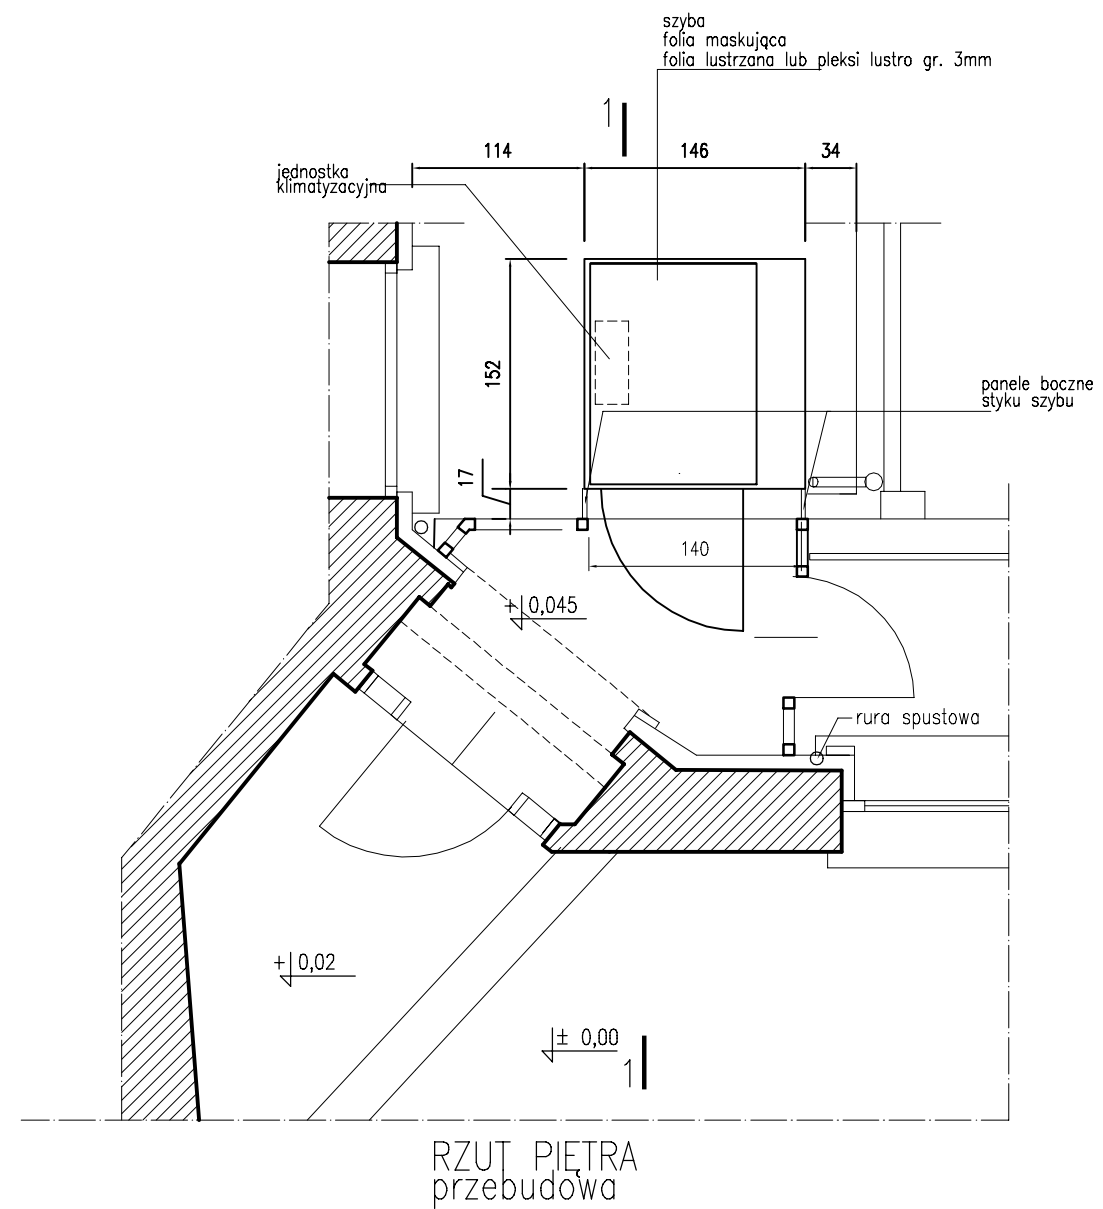 szyba
folia maskująca
folia lustrzana lub pleksi lustro gr. 3mm
1
114
146
34
jednostka
klimatyzacyjna
152
panele boczne
styku szybu
17
140
+ 0,045
rura spustowa
+ 0,02
± 0,00
1
RZUT PIĘTRA
przebudowa